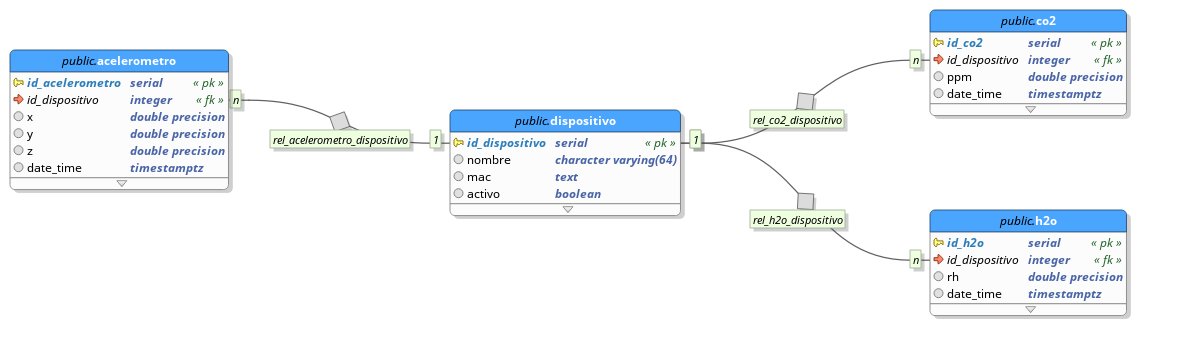 public.acelerometro
id_acelerometro serial « pk »
id_dispositivo integer « fk »
x double precision
y double precision
z double precision
date_time timestamptz
n
rel_acelerometro_dispositivo
1
public.dispositivo
id_dispositivo serial « pk »
nombre character varying(64)
mac text
activo boolean
1
rel_co2_dispositivo
n
public.co2
id_co2 serial « pk »
id_dispositivo integer « fk »
ppm double precision
date_time timestamptz
rel_h2o_dispositivo
n
public.h2o
id_h2o serial « pk »
id_dispositivo integer « fk »
rh double precision
date_time timestamptz